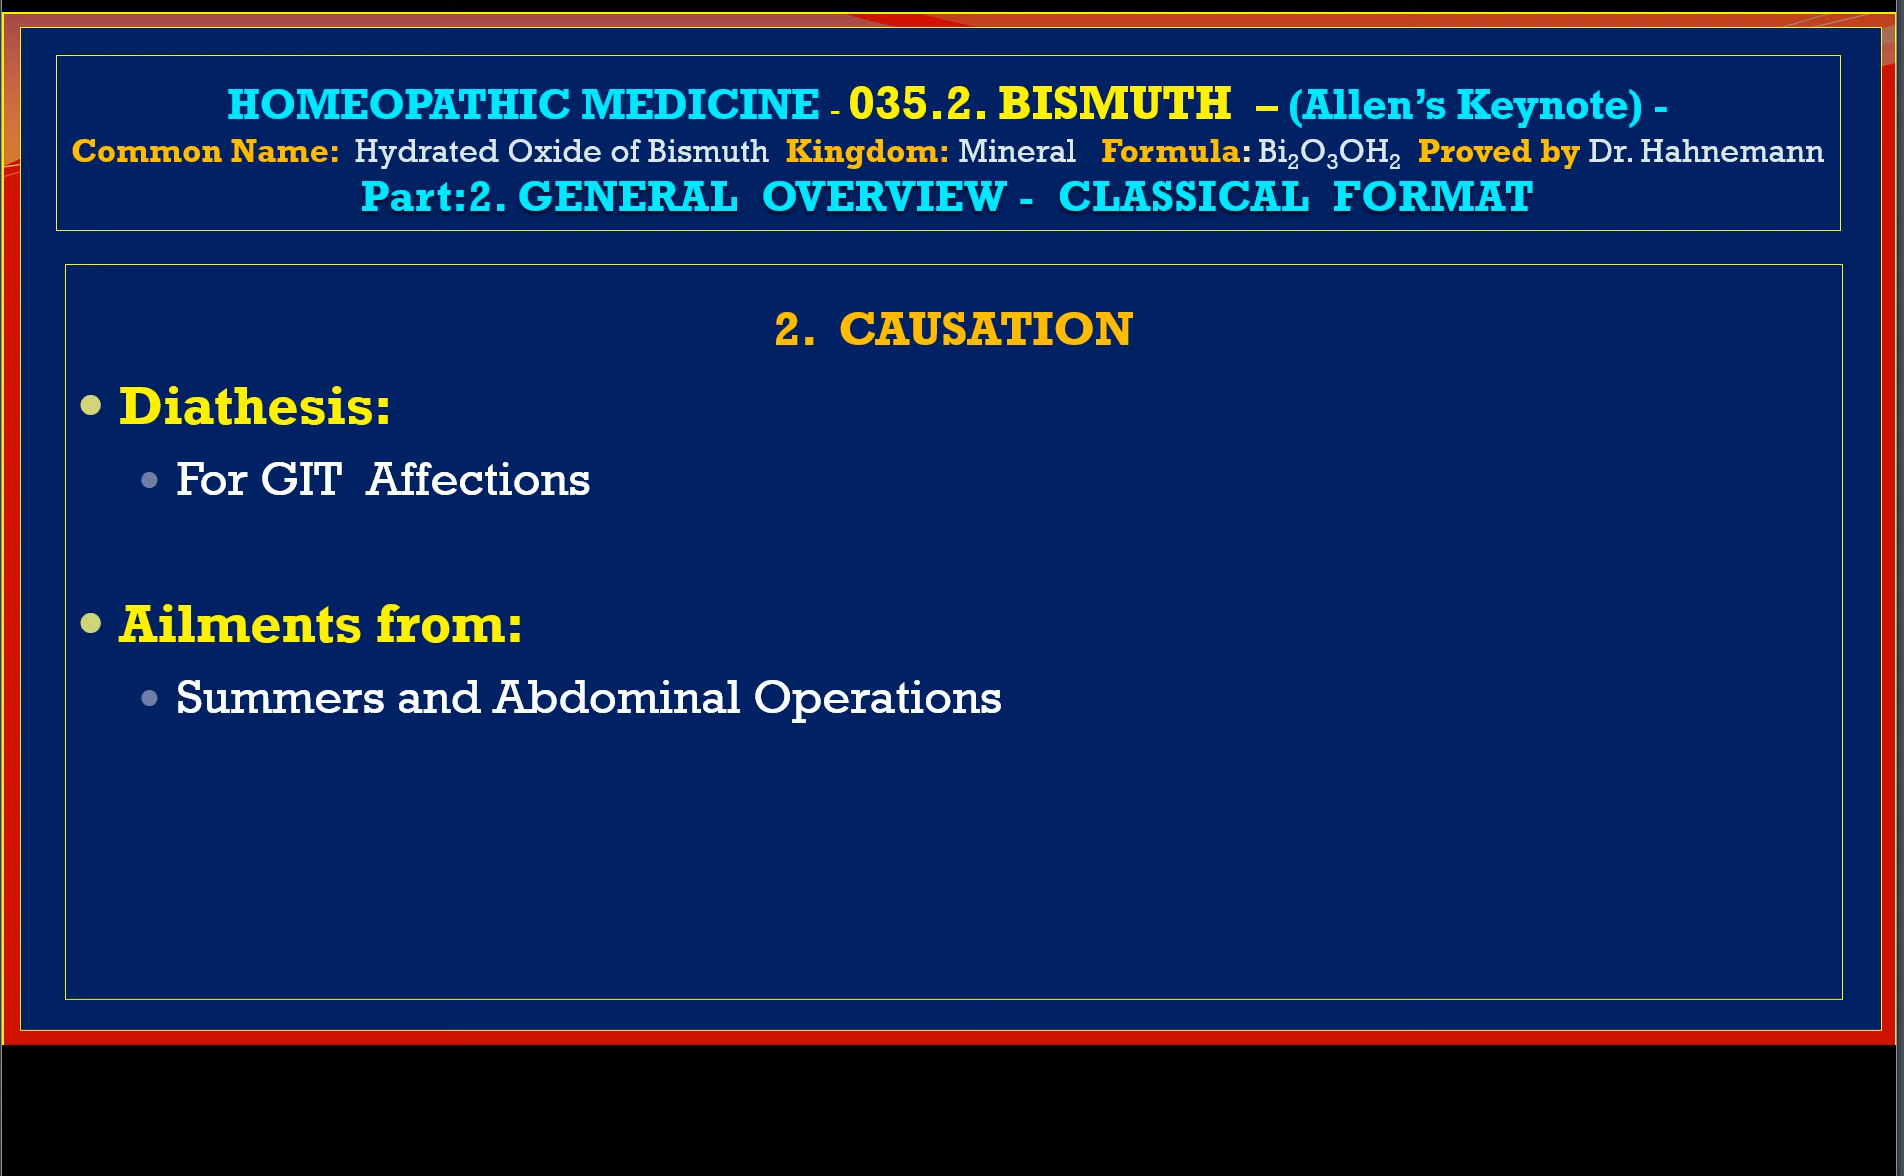 HOMEOPATHIC MEDICINE - 035.2. BISMUTH – (Allen’s Keynote) -
Common Name: Hydrated Oxide of Bismuth Kingdom: Mineral Formula: Bi₂O₃OH₂ Proved by Dr. Hahnemann
Part:2. GENERAL OVERVIEW - CLASSICAL FORMAT
2. CAUSATION
• Diathesis:
• For GIT Affections
• Ailments from:
• Summers and Abdominal Operations